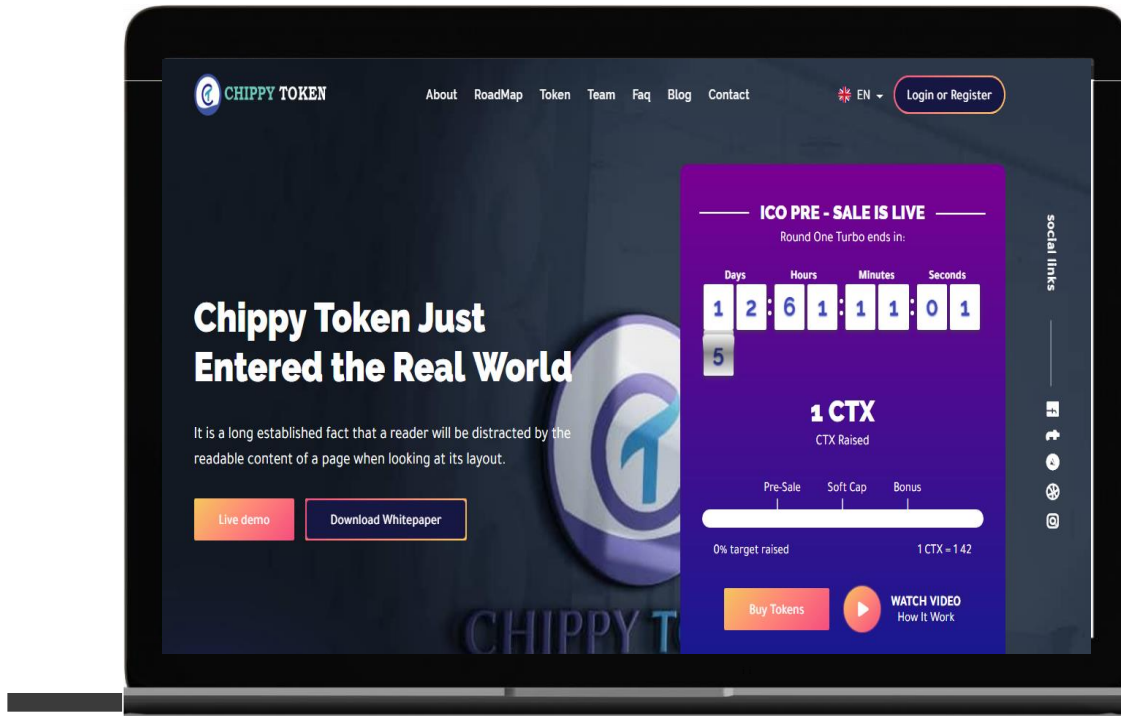 CHIPPY TOKEN
About RoadMap Token Team Faq Blog Contact
EN
Login or Register
Chippy Token Just
Entered the Real World
It is a long established fact that a reader will be distracted by the
readable content of a page when looking at its layout.
Live demo
Download Whitepaper
ICO PRE - SALE IS LIVE
Round One Turbo ends in:
Days Hours Minutes Seconds
1 2 : 6 1 : 1 1 : 0 1
5
1 CTX
CTX Raised
Pre-Sale Soft Cap Bonus
0% target raised 1 CTX = 1 42
Buy Tokens
WATCH VIDEO
How It Work
social links
CHIPPY T